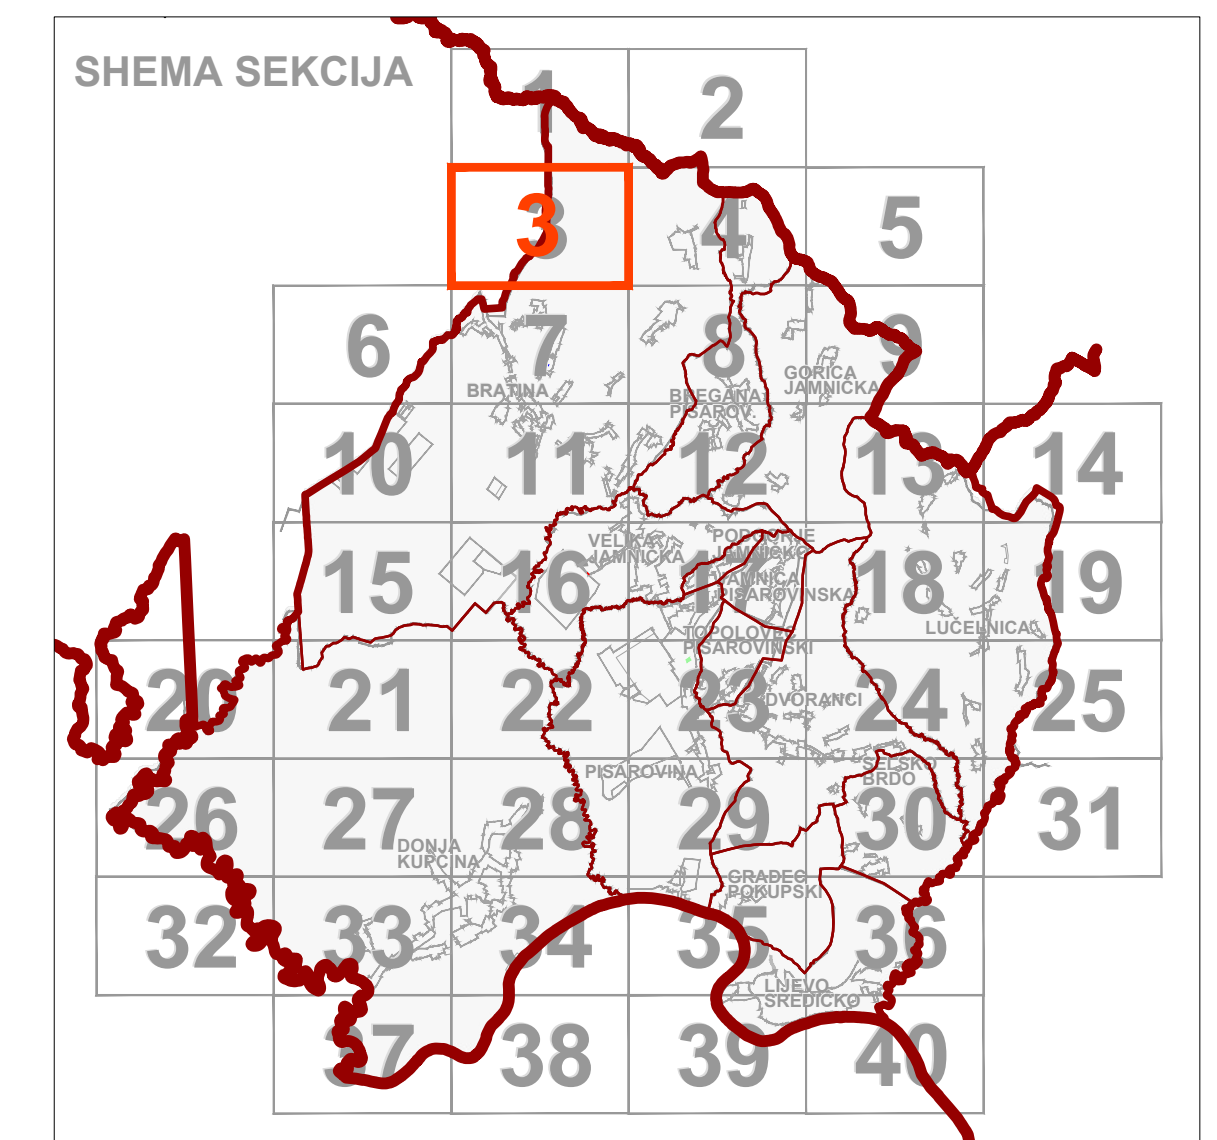 SHEMA SEKCIJA
1
2
3
4
5
6
7
8
9
BRATINA
BREGANA
PISAROV.
GORICA
JAMNIČKA
10
11
12
13
14
VELIKA
JAMNIČKA
PODGORJE
JAMNIČKO
JAMNICA
PISAROVINSKA
15
16
17
18
19
LUČELNICA
TOPOLOVEC
PISAROVINSKI
20
21
22
23
24
25
DVORANCI
PISAROVINA
SELSKO
BRDO
26
27
28
29
30
31
DONJA
KUPČINA
GRADEC
POKUPSKI
32
33
34
35
36
LIJEVO
SREDIČKO
37
38
39
40